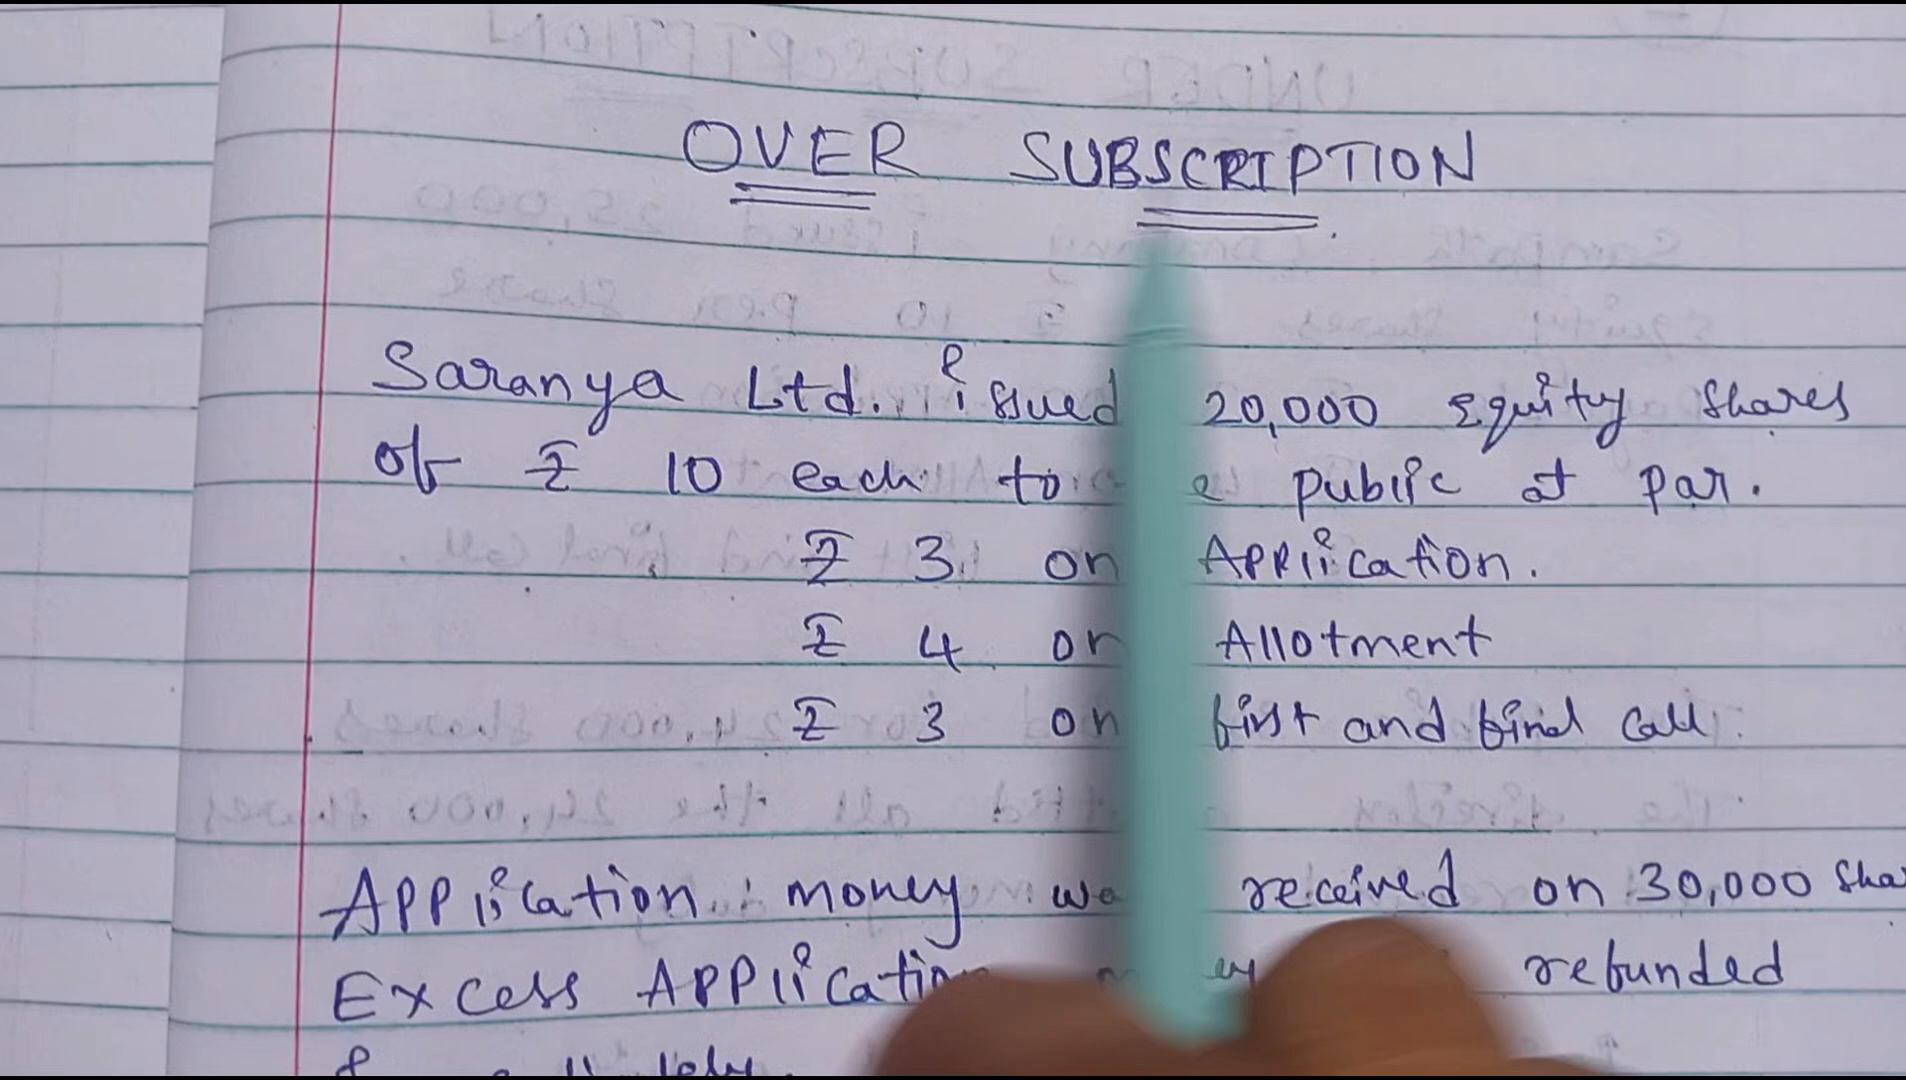 OVER SUBSCRIPTION
Saranya Ltd. issued 20,000 Equity Shares
of ₹ 10 each to public at par.
₹ 3 on Application.
₹ 4 on Allotment
₹ 3 on first and final call.
Application money received on 30,000
Excess Application refunded